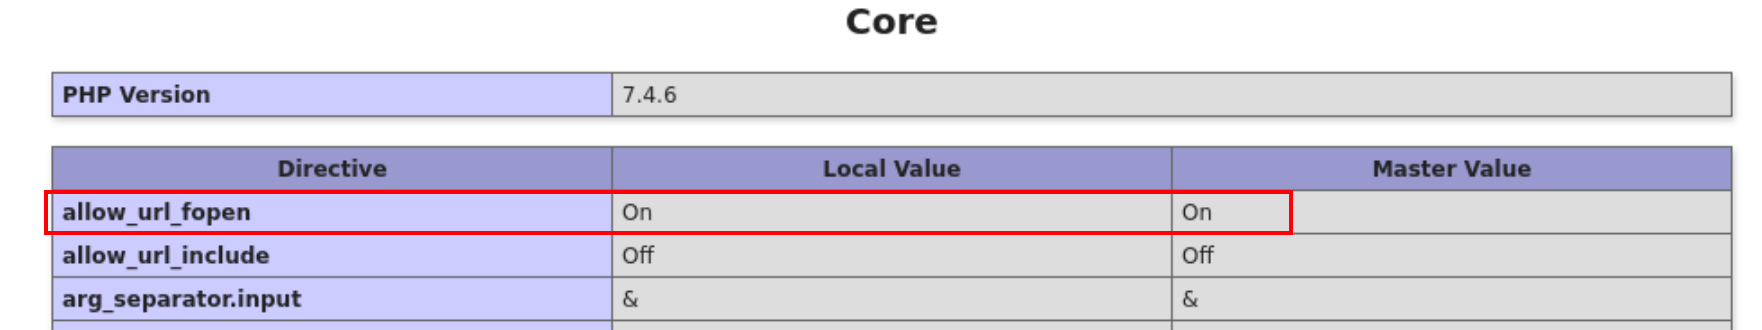 Core
PHP Version 7.4.6
Directive Local Value Master Value
allow_url_fopen On On
allow_url_include Off Off
arg_separator.input & &